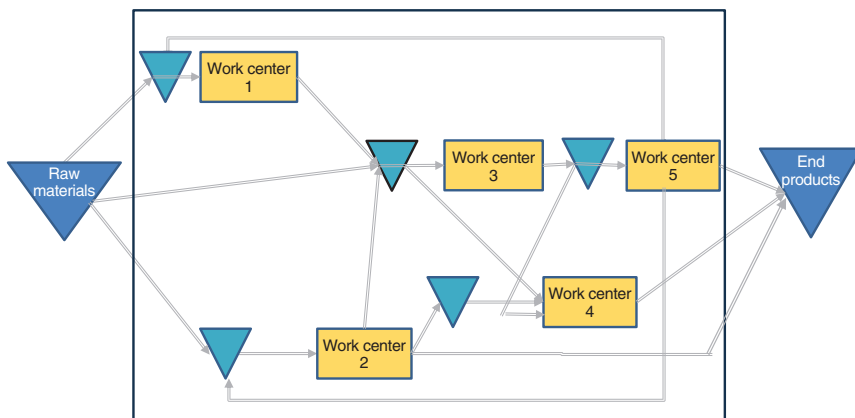 Work center
1
Raw
materials
Work center
3
Work center
5
End
products
Work center
4
Work center
2